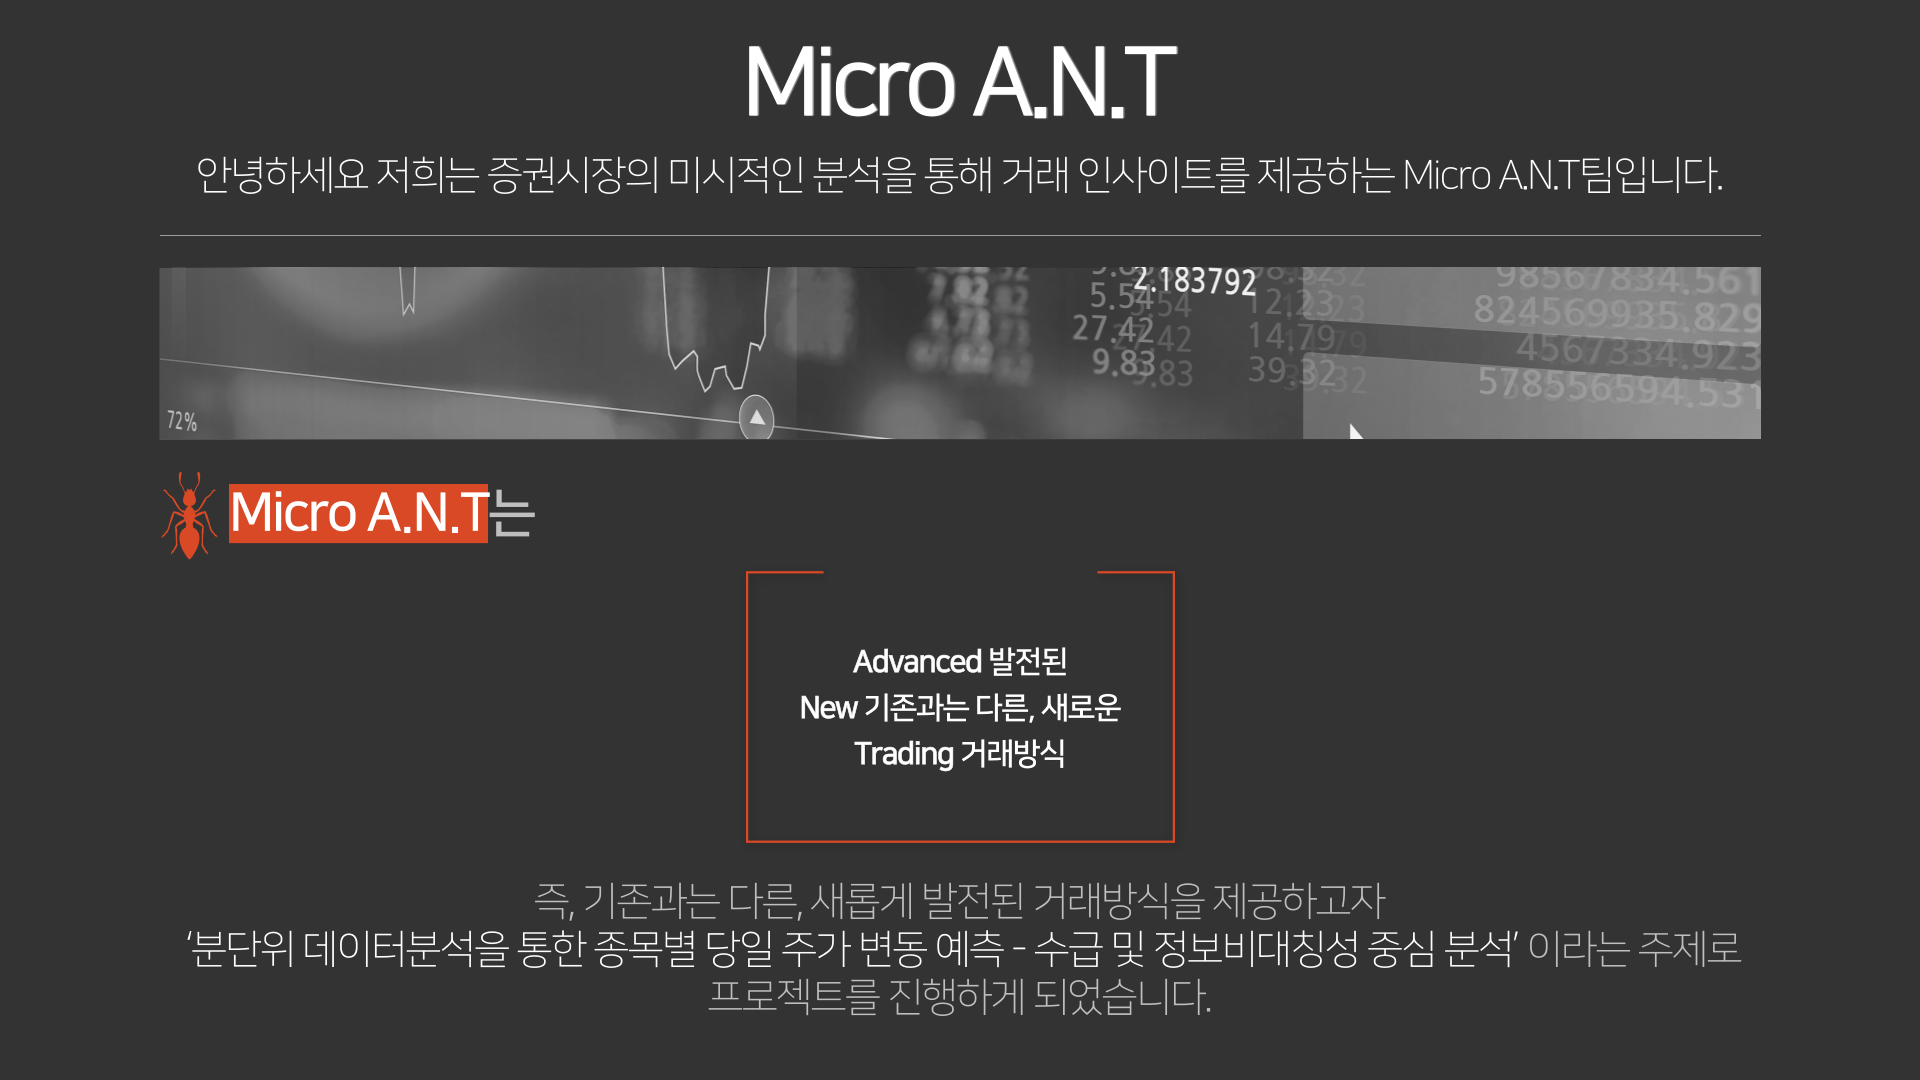 Micro A.N.T
안녕하세요 저희는 증권시장의 미시적인 분석을 통해 거래 인사이트를 제공하는 Micro A.N.T팀입니다.
2.183792
5.54
12.23
27.42
14.79
9.83
39.32
98567834.561
824569935.829
4567334.923
578556594.531
72%
Micro A.N.T는
Advanced 발전된
New 기존과는 다른, 새로운
Trading 거래방식
즉, 기존과는 다른, 새롭게 발전된 거래방식을 제공하고자
‘분단위 데이터분석을 통한 종목별 당일 주가 변동 예측 - 수급 및 정보비대칭성 중심 분석’ 이라는 주제로
프로젝트를 진행하게 되었습니다.